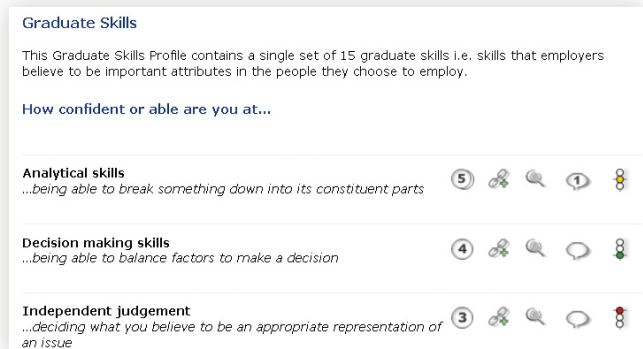 Graduate Skills
This Graduate Skills Profile contains a single set of 15 graduate skills i.e. skills that employers
believe to be important attributes in the people they choose to employ.
How confident or able are you at...
Analytical skills
5 1
...being able to break something down into its constituent parts
Decision making skills
4
...being able to balance factors to make a decision
Independent judgement
3
...deciding what you believe to be an appropriate representation of
an issue